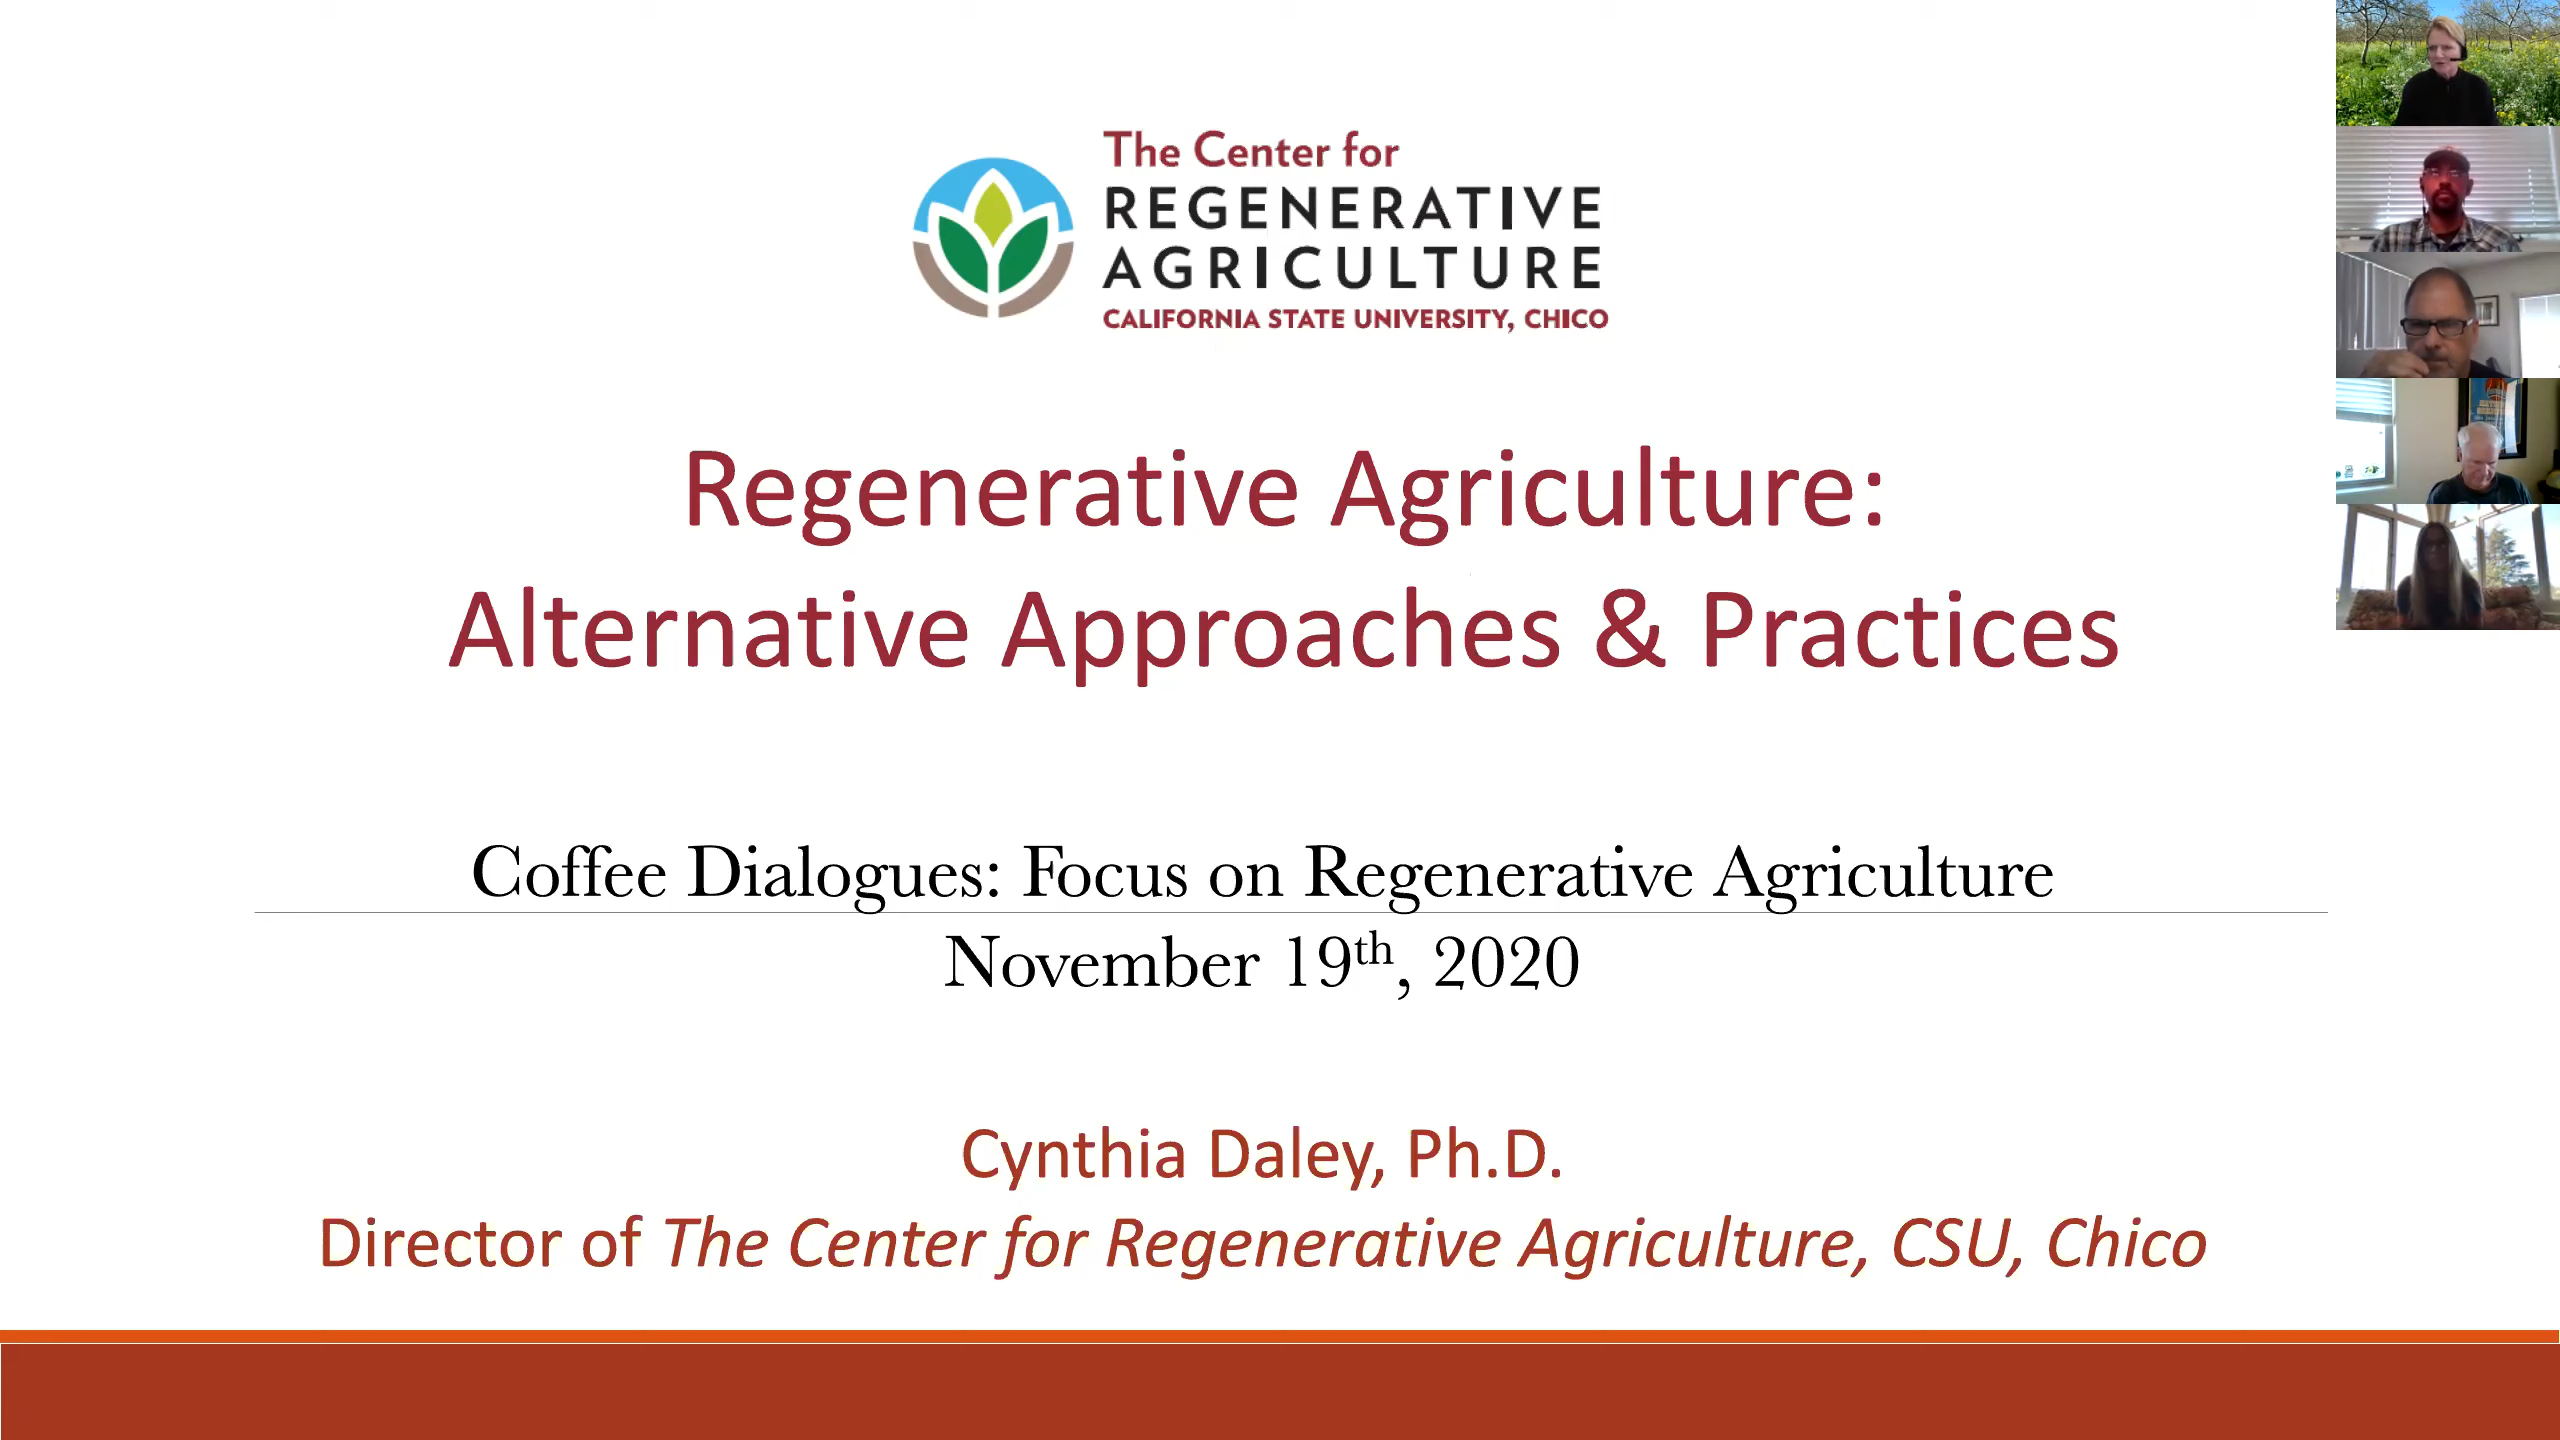 The Center for
REGENERATIVE
AGRICULTURE
CALIFORNIA STATE UNIVERSITY, CHICO
Regenerative Agriculture:
Alternative Approaches & Practices
Coffee Dialogues: Focus on Regenerative Agriculture
November 19th, 2020
Cynthia Daley, Ph.D.
Director of The Center for Regenerative Agriculture, CSU, Chico